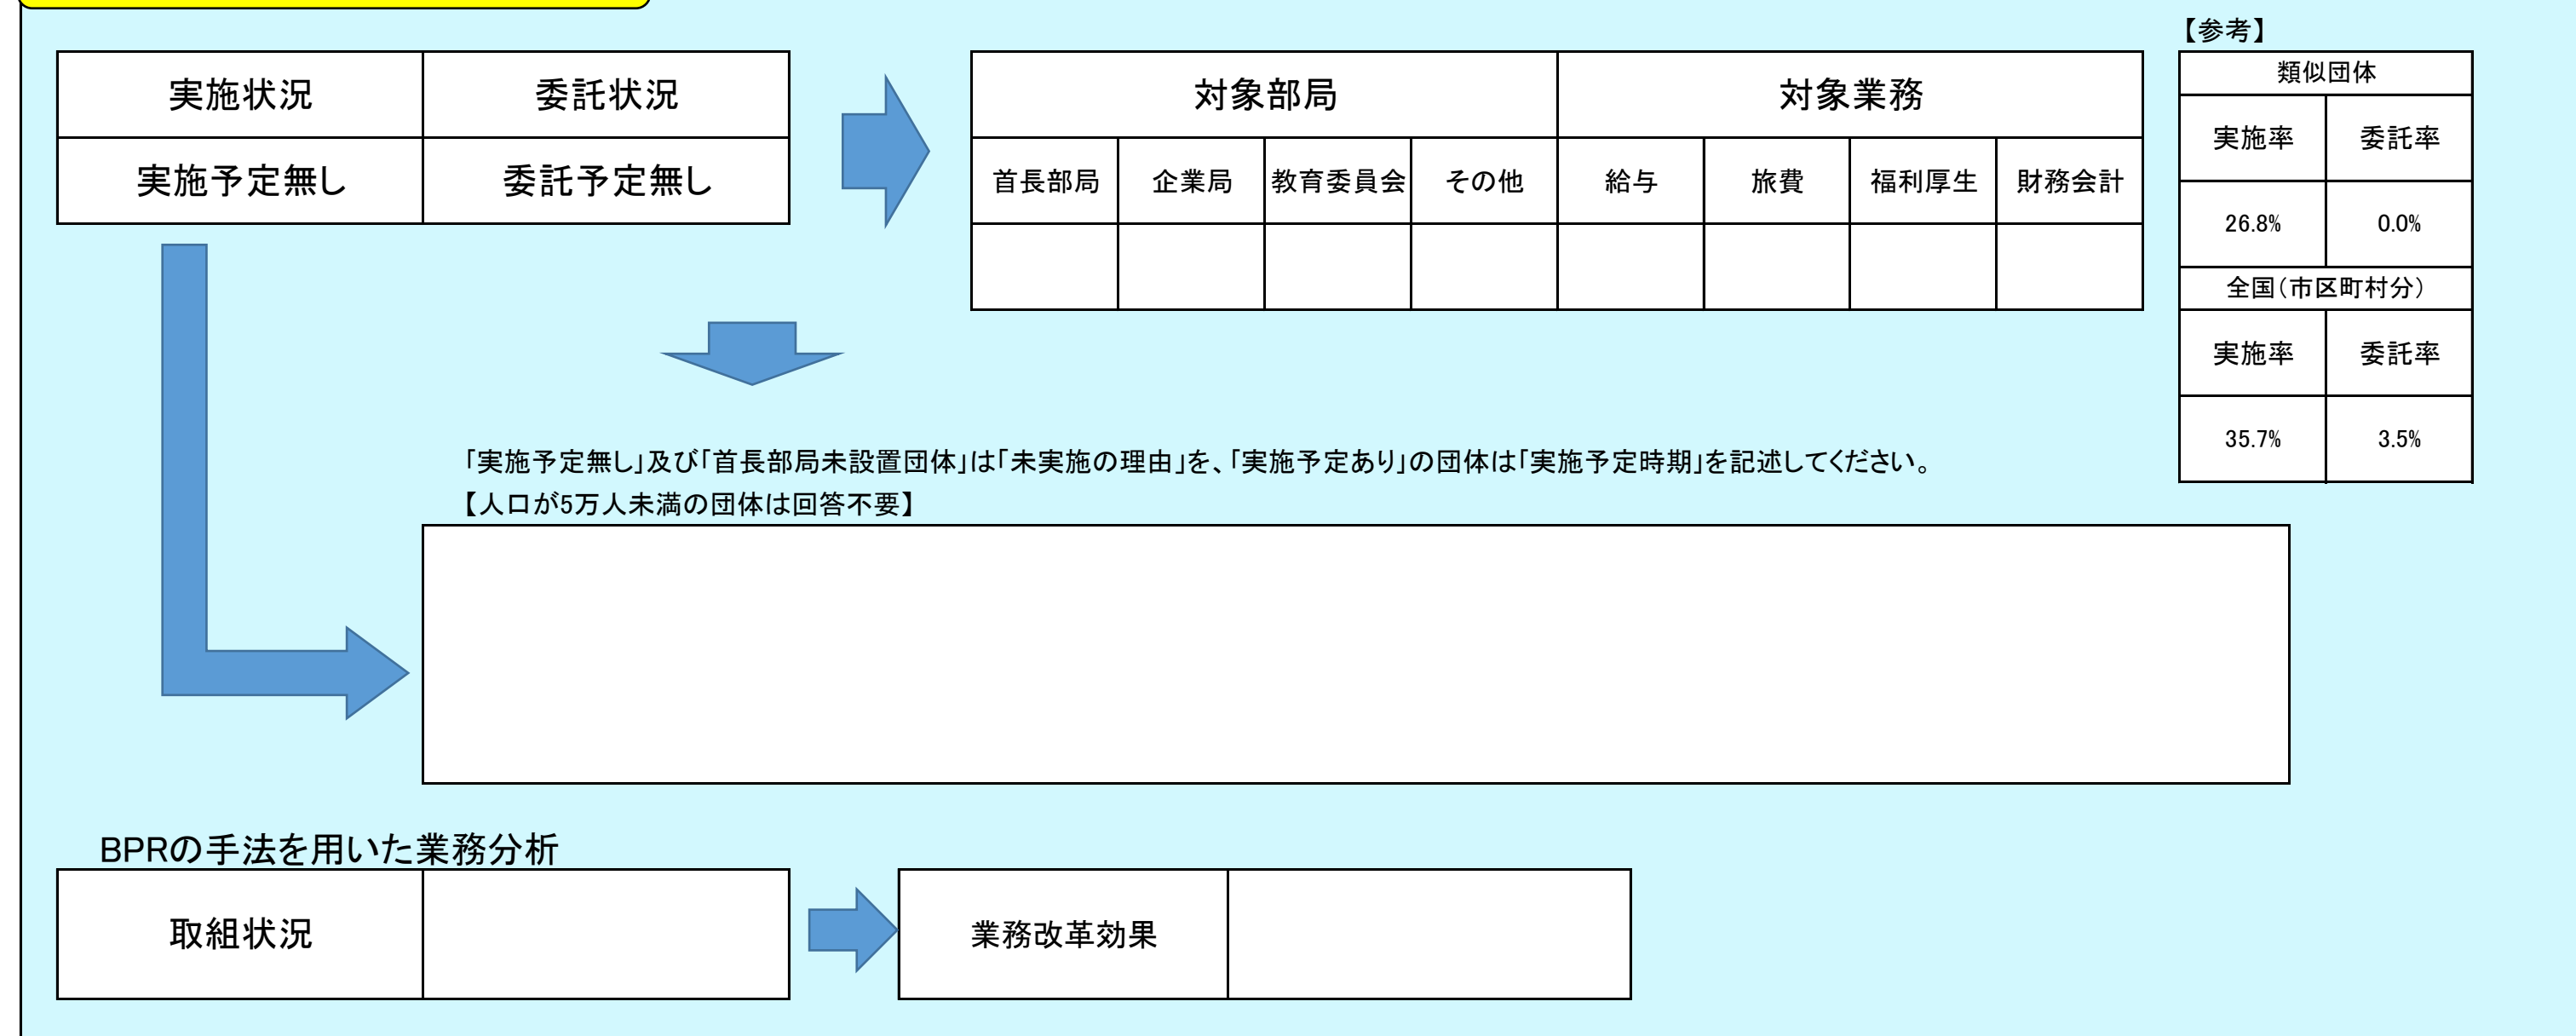 【参考】
実施状況 委託状況
実施予定無し 委託予定無し
対象部局 対象業務
首長部局 企業局 教育委員会 その他 給与 旅費 福利厚生 財務会計
類似団体
実施率 委託率
26.8% 0.0%
全国（市区町村分）
実施率 委託率
35.7% 3.5%
「実施予定無し」及び「首長部局未設置団体」は「未実施の理由」を、「実施予定あり」の団体は「実施予定時期」を記述してください。
【人口が5万人未満の団体は回答不要】
BPRの手法を用いた業務分析
取組状況
業務改革効果